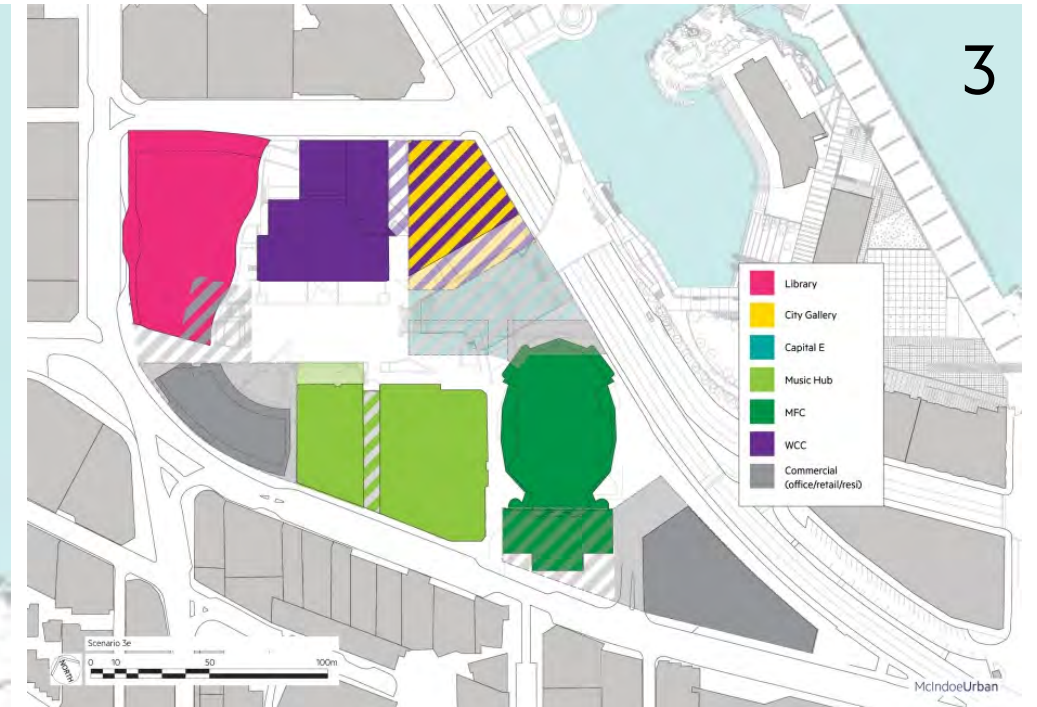 3
Library
City Gallery
Capital E
Music Hub
MFC
WCC
Commercial
(office/retail/resi)
Scenario 3e
NORTH
0 10 50 100m
McIndoeUrban